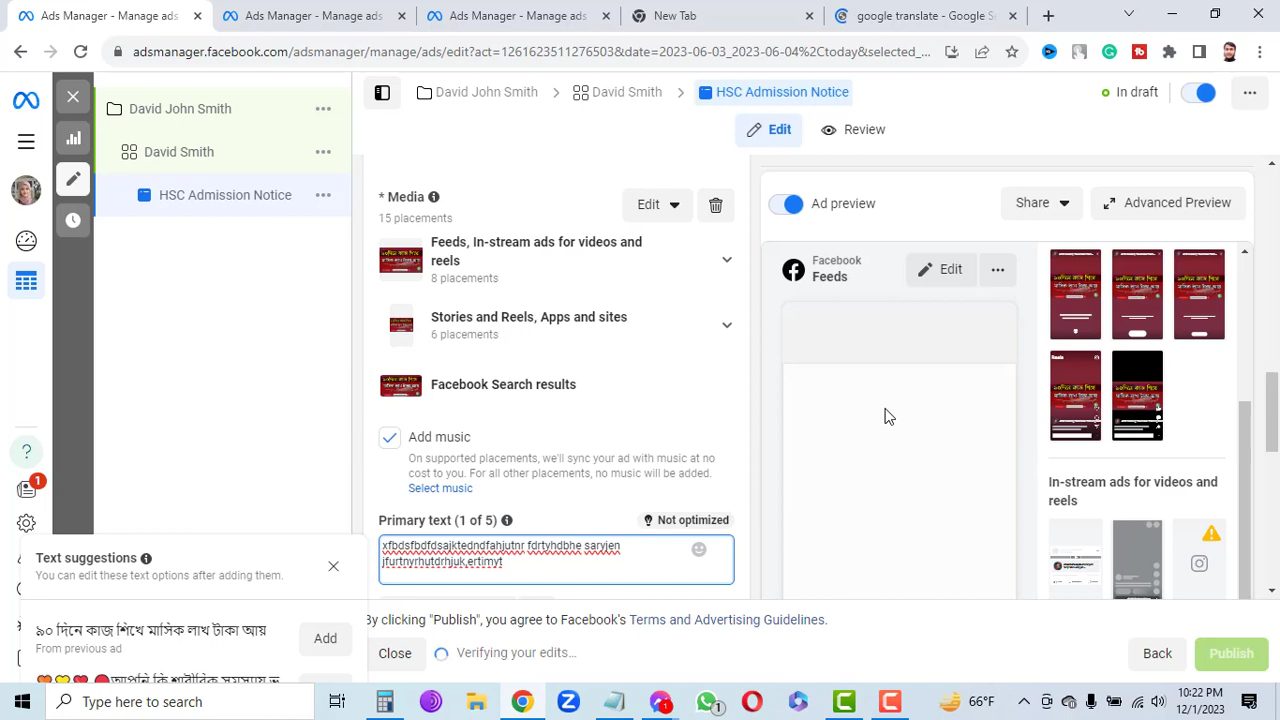 Ads Manager - Manage ads
Ads Manager - Manage ads
Ads Manager - Manage ads
New Tab
google translate - Google S
adsmanager.facebook.com/adsmanager/manage/ads/edit?act=1261623511276503&date=2023-06-03_2023-06-04%2Ctoday&selected_...
David John Smith
David Smith
HSC Admission Notice
David John Smith
David Smith
HSC Admission Notice
In draft
Edit
Review
* Media
15 placements
Edit
Feeds, In-stream ads for videos and
reels
8 placements
Stories and Reels, Apps and sites
6 placements
Facebook Search results
Add music
On supported placements, we'll sync your ad with music at no
cost to you. For all other placements, no music will be added.
Select music
Primary text (1 of 5)
Not optimized
xfbdsfbdfdsajktedndfahjutnr fdrtyhdbhe saryjen
jfurtnyrhutdrhjuk,ertimyt
Ad preview
Share
Advanced Preview
Facebook
Feeds
Edit
In-stream ads for videos and
reels
1
Text suggestions
You can edit these text options after adding them.
৯০ দিনে কাজ শিখে মাসিক লাখ টাকা আয়
From previous ad
Add
By clicking "Publish", you agree to Facebook's Terms and Advertising Guidelines.
Close
Verifying your edits...
Back
Publish
Type here to search
1
1
66°F
10:22 PM
12/1/2023